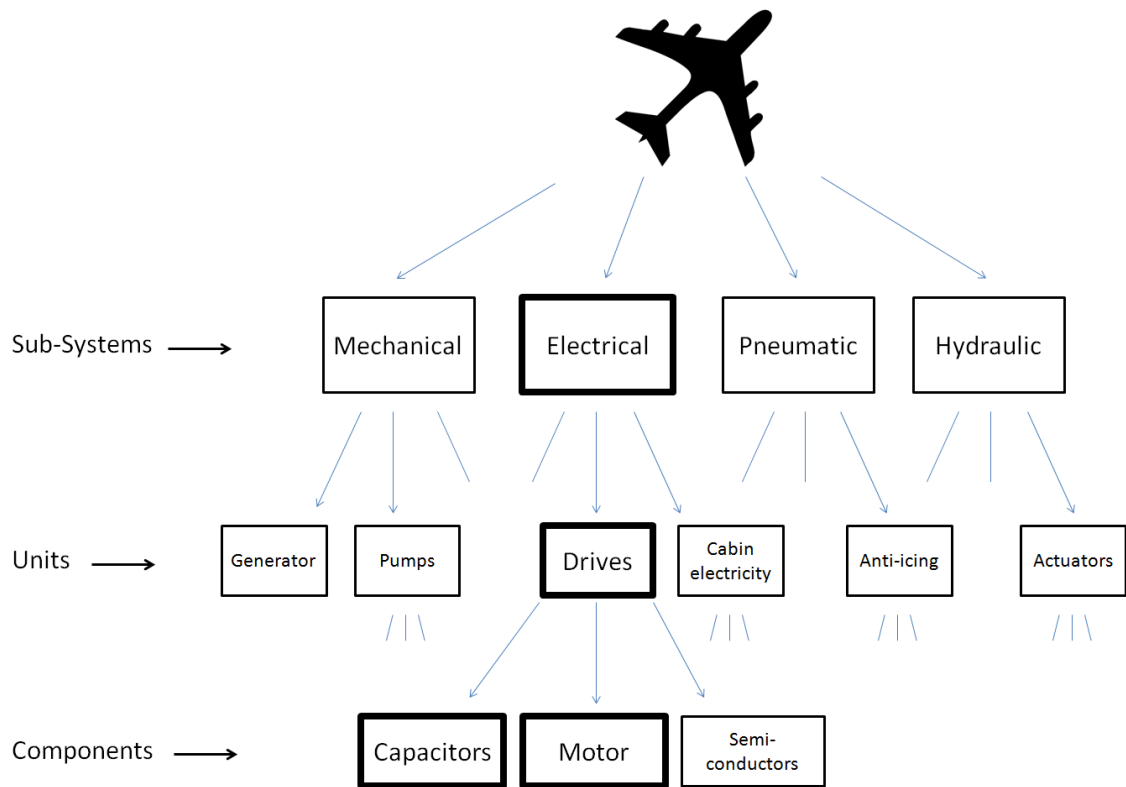 Sub-Systems
Mechanical
Electrical
Pneumatic
Hydraulic
Units
Generator
Pumps
Drives
Cabin
electricity
Anti-icing
Actuators
Components
Capacitors
Motor
Semi-
conductors